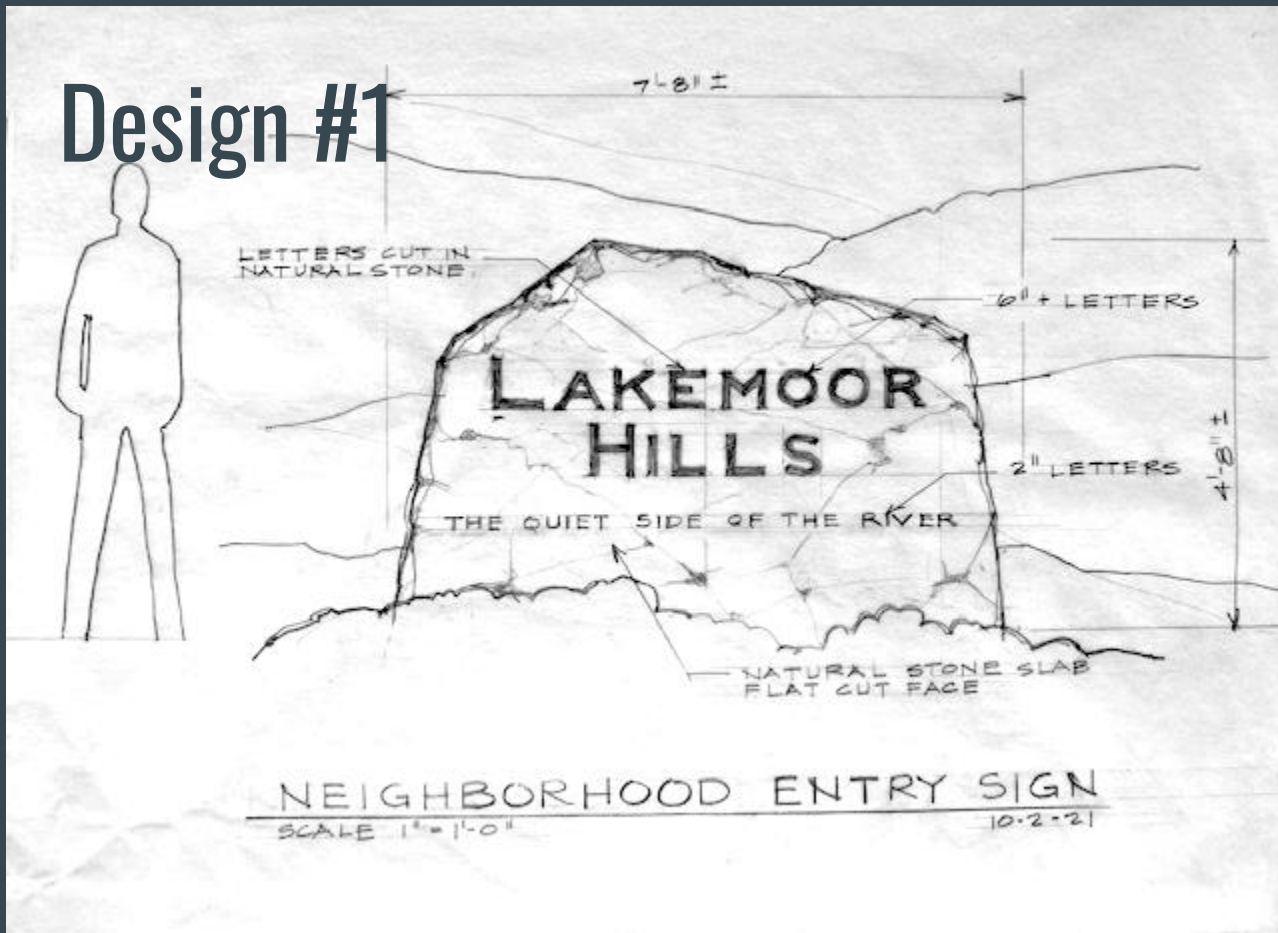 Design #1
7'-8" ±
LETTERS CUT IN
NATURAL STONE
6" + LETTERS
LAKEMOOR
HILLS
2" LETTERS
4'-8" ±
THE QUIET SIDE OF THE RIVER
NATURAL STONE SLAB
FLAT CUT FACE
NEIGHBORHOOD ENTRY SIGN
SCALE 1" = 1'-0"
10-2-21